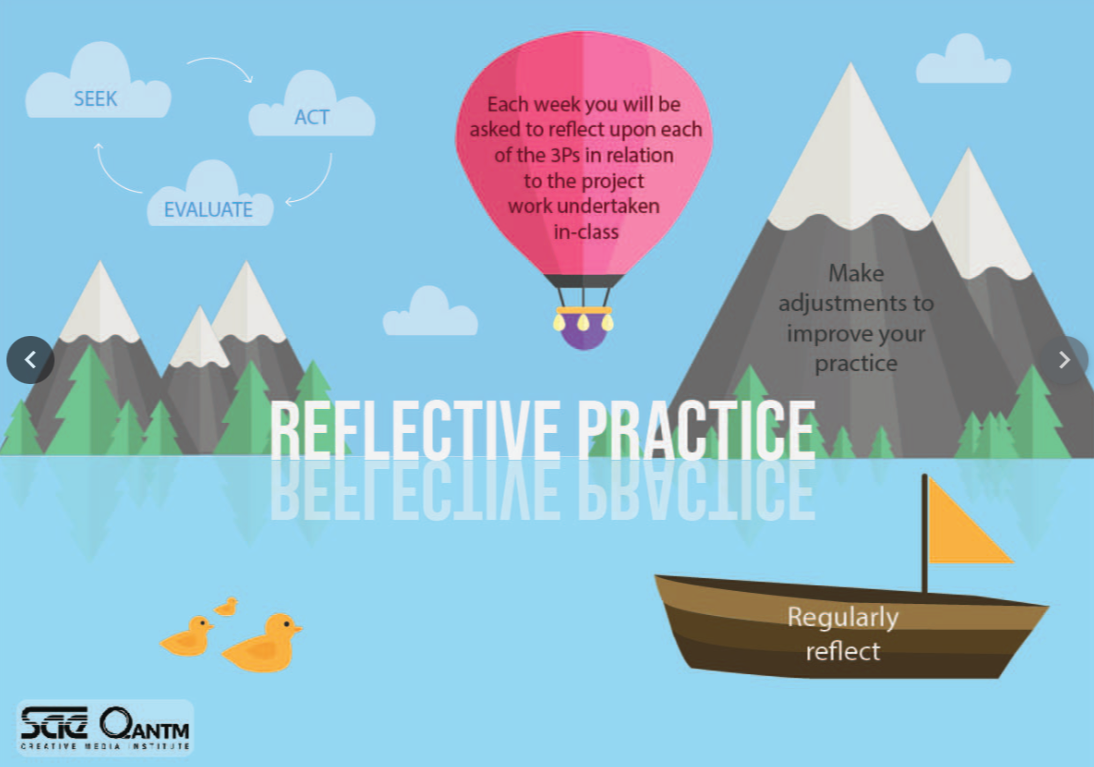 SEEK
ACT
EVALUATE
Each week you will be
asked to reflect upon each
of the 3Ps in relation
to the project
work undertaken
in-class
Make
adjustments to
improve your
practice
REFLECTIVE PRACTICE
REFLECTIVE PRACTICE
Regularly
reflect
SAE QANTM
CREATIVE MEDIA INSTITUTE